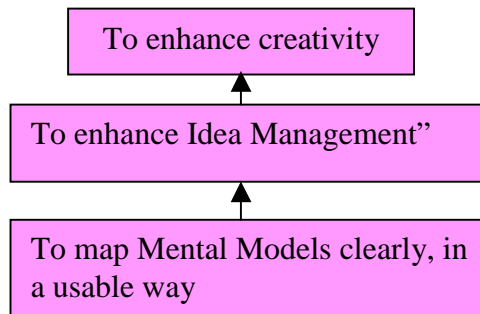 To enhance creativity
To enhance Idea Management”
To map Mental Models clearly, in
a usable way